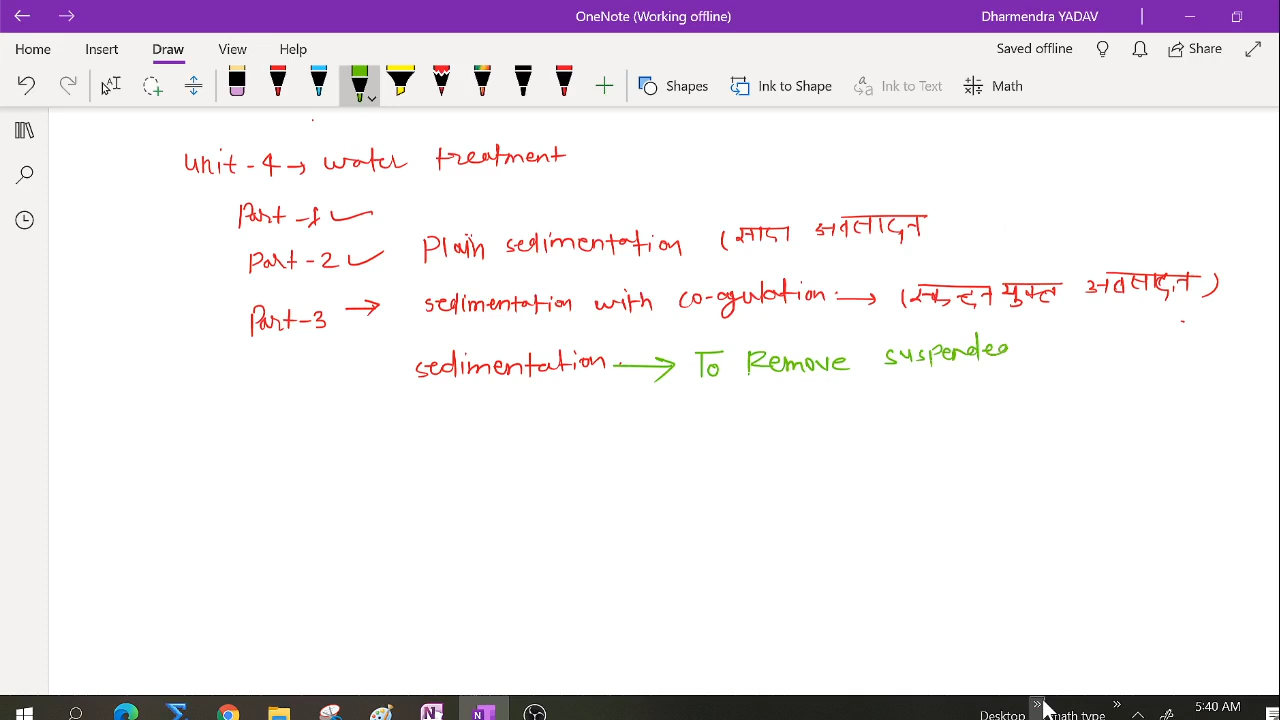 OneNote (Working offline)
Dharmendra YADAV
Home Insert Draw View Help
Saved offline
Share
Shapes
Ink to Shape
Ink to Text
Math
Unit - 4 → water treatment
Part - 1 ✓
Part - 2 ✓ Plain sedimentation (सादा अवसादन
Part-3 → sedimentation with co-agulation → (स्कंदन युक्त अवसादन)
sedimentation → To Remove suspended
Desktop » math type »
5:40 AM